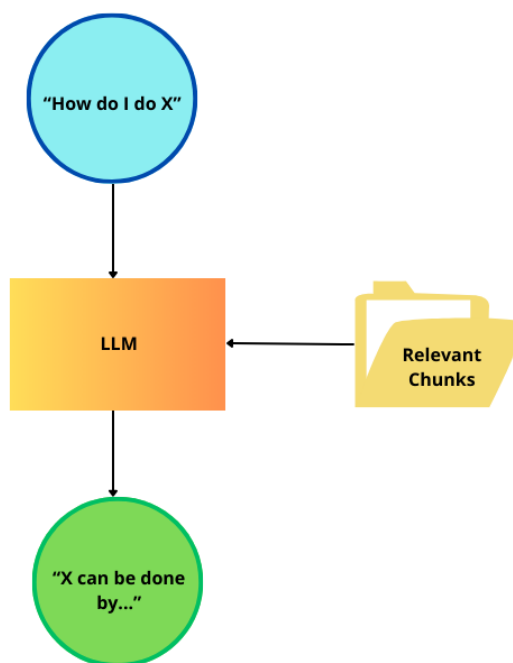 “How do I do X”
LLM
Relevant
Chunks
“X can be done
by...”